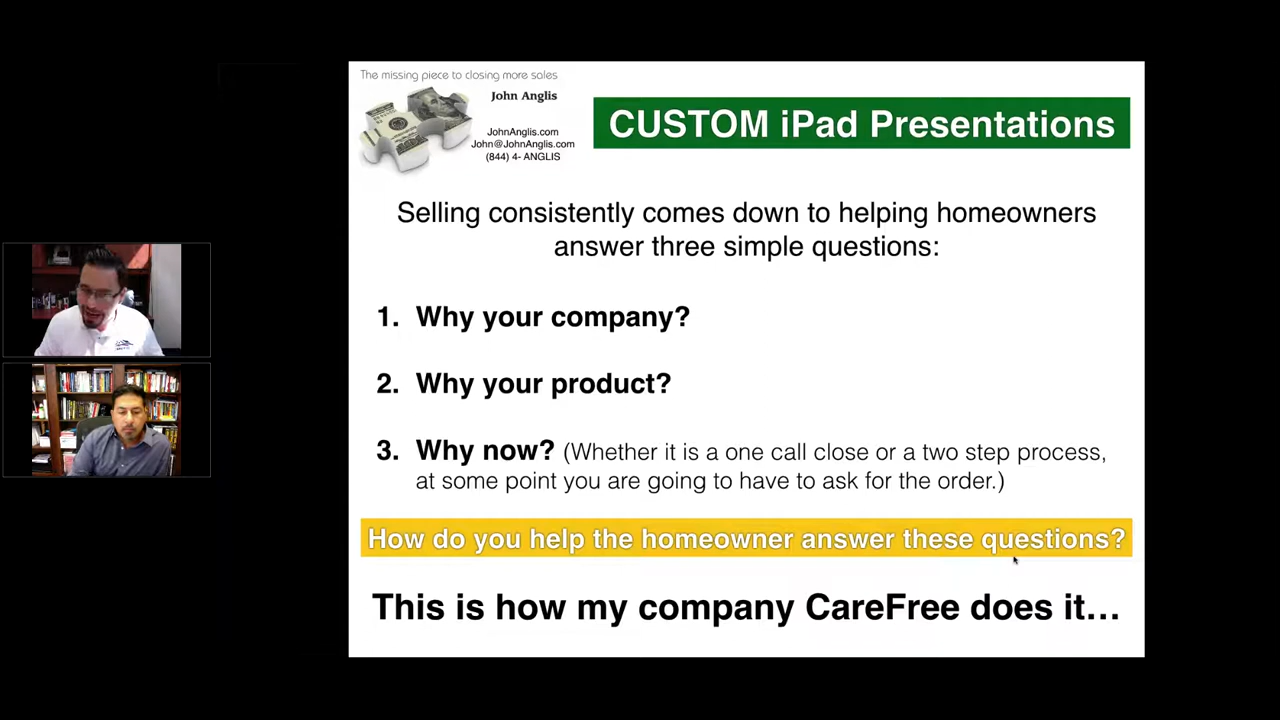 The missing piece to closing more sales
John Anglis
JohnAnglis.com
John@JohnAnglis.com
(844) 4- ANGLIS
CUSTOM iPad Presentations
Selling consistently comes down to helping homeowners
answer three simple questions:
1. Why your company?
2. Why your product?
3. Why now? (Whether it is a one call close or a two step process,
at some point you are going to have to ask for the order.)
How do you help the homeowner answer these questions?
This is how my company CareFree does it...